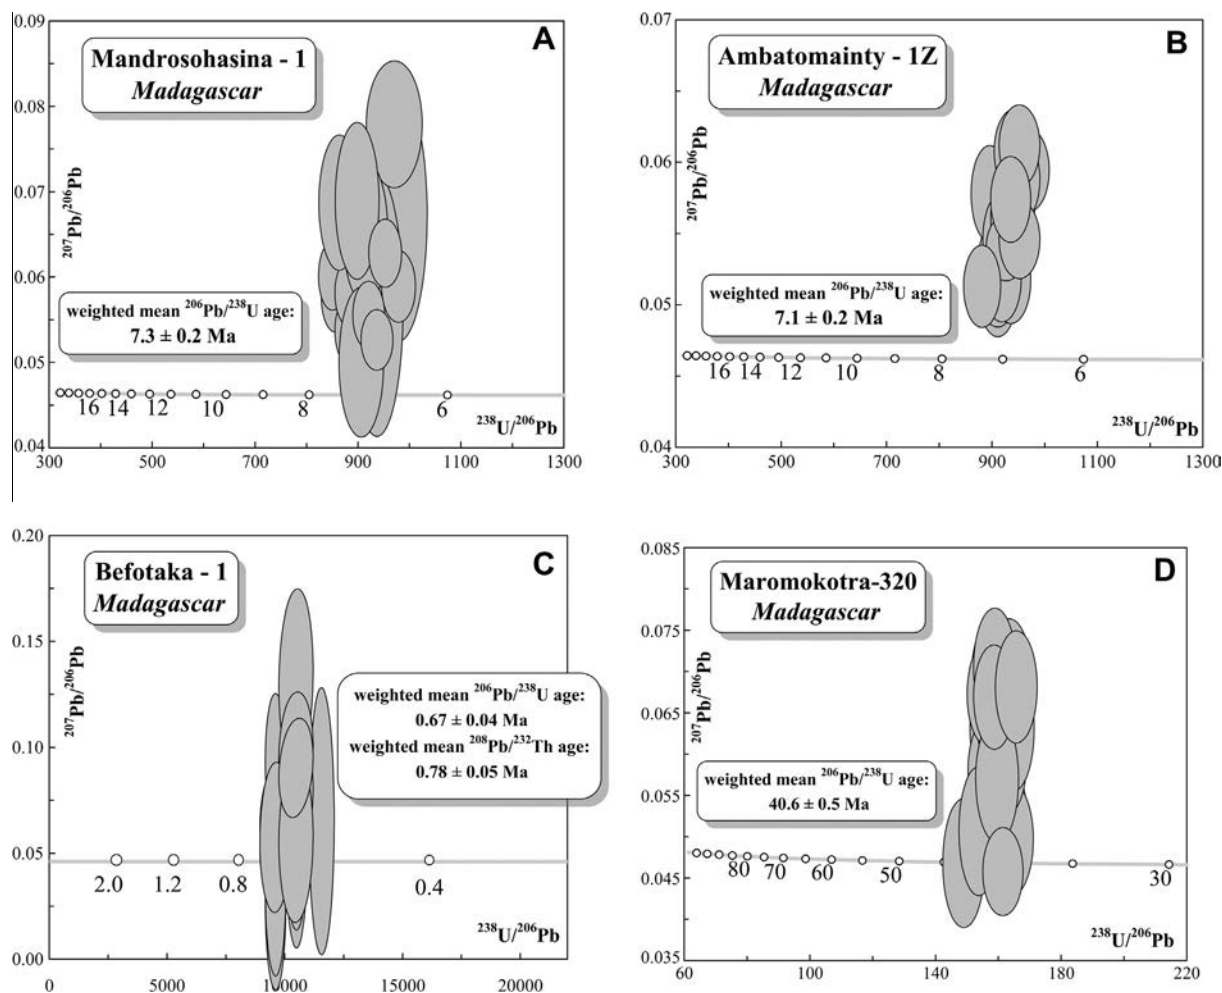 A
Mandrosohasina - 1
Madagascar
0.09
0.08
0.07
0.06
0.05
0.04
²⁰⁷Pb/²⁰⁶Pb
weighted mean ²⁰⁶Pb/²³⁸U age:
7.3 ± 0.2 Ma
16 14 12 10 8 6
²³⁸U/²⁰⁶Pb
300 500 700 900 1100 1300
B
Ambatomainty - 1Z
Madagascar
0.07
0.06
0.05
0.04
²⁰⁷Pb/²⁰⁶Pb
weighted mean ²⁰⁶Pb/²³⁸U age:
7.1 ± 0.2 Ma
16 14 12 10 8 6
²³⁸U/²⁰⁶Pb
300 500 700 900 1100 1300
C
Befotaka - 1
Madagascar
0.20
0.15
0.10
0.05
0.00
²⁰⁷Pb/²⁰⁶Pb
weighted mean ²⁰⁶Pb/²³⁸U age:
0.67 ± 0.04 Ma
weighted mean ²⁰⁸Pb/²³²Th age:
0.78 ± 0.05 Ma
2.0 1.2 0.8 0.4
²³⁸U/²⁰⁶Pb
0 5000 10000 15000 20000
D
Maromokotra-320
Madagascar
0.085
0.075
0.065
0.055
0.045
0.035
²⁰⁷Pb/²⁰⁶Pb
weighted mean ²⁰⁶Pb/²³⁸U age:
40.6 ± 0.5 Ma
80 70 60 50 30
²³⁸U/²⁰⁶Pb
60 100 140 180 220